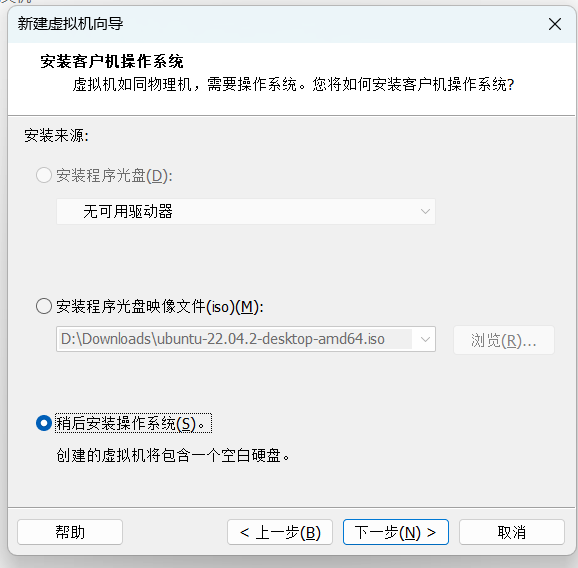 新建虚拟机向导
安装客户机操作系统
虚拟机如同物理机，需要操作系统。您将如何安装客户机操作系统?
安装来源:
安装程序光盘(D):
无可用驱动器
安装程序光盘映像文件(iso)(M):
D:\Downloads\ubuntu-22.04.2-desktop-amd64.iso
浏览(R)...
稍后安装操作系统(S)。
创建的虚拟机将包含一个空白硬盘。
帮助
< 上一步(B)
下一步(N) >
取消